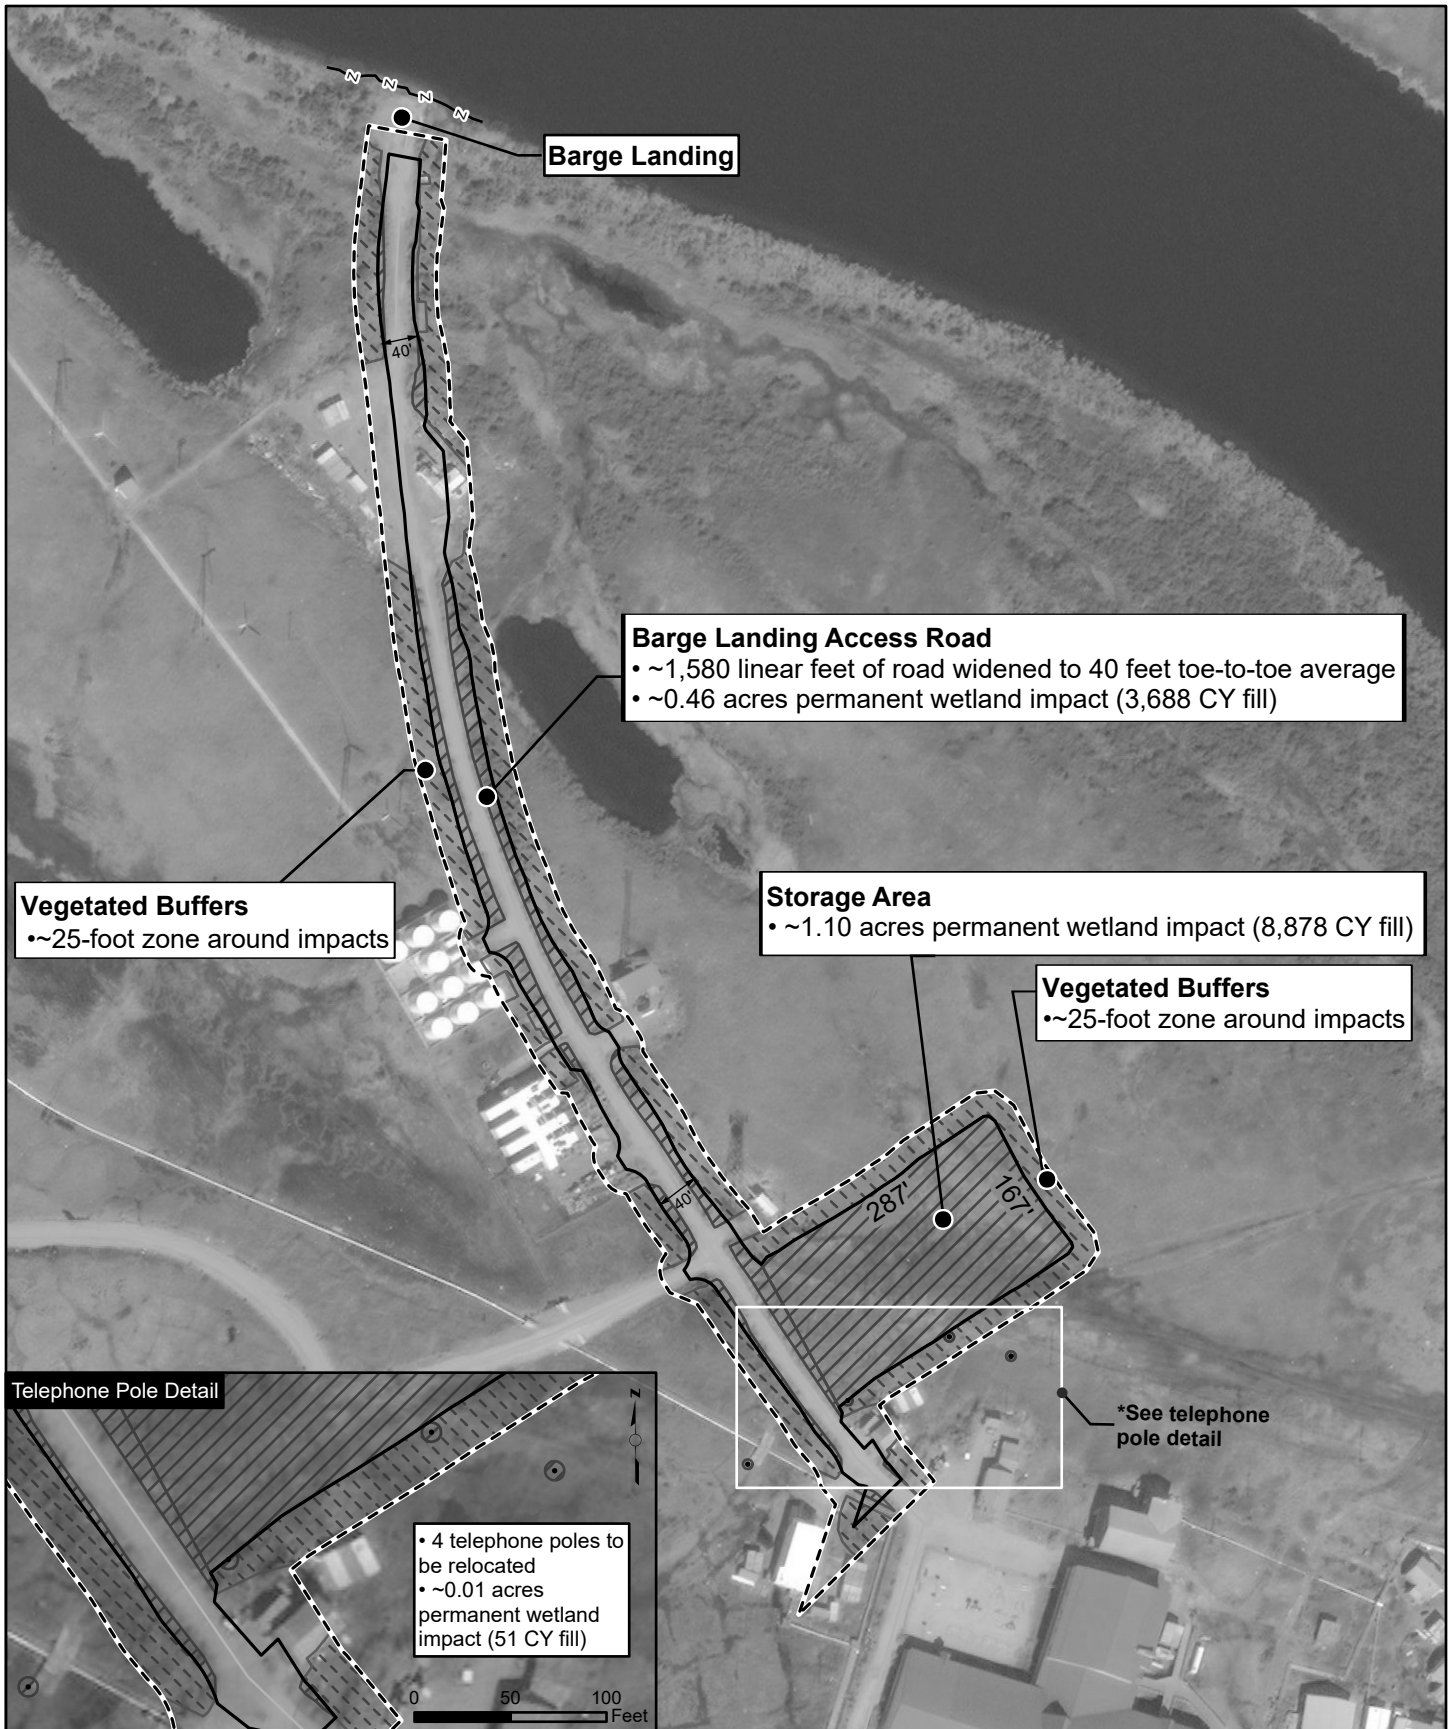 Z Z Z Z
Barge Landing
40'
Barge Landing Access Road
• ~1,580 linear feet of road widened to 40 feet toe-to-toe average
• ~0.46 acres permanent wetland impact (3,688 CY fill)
Vegetated Buffers
•~25-foot zone around impacts
Storage Area
• ~1.10 acres permanent wetland impact (8,878 CY fill)
Vegetated Buffers
•~25-foot zone around impacts
287'
167'
40'
Telephone Pole Detail
Z
*See telephone
pole detail
• 4 telephone poles to
be relocated
• ~0.01 acres
permanent wetland
impact (51 CY fill)
0 50 100
Feet